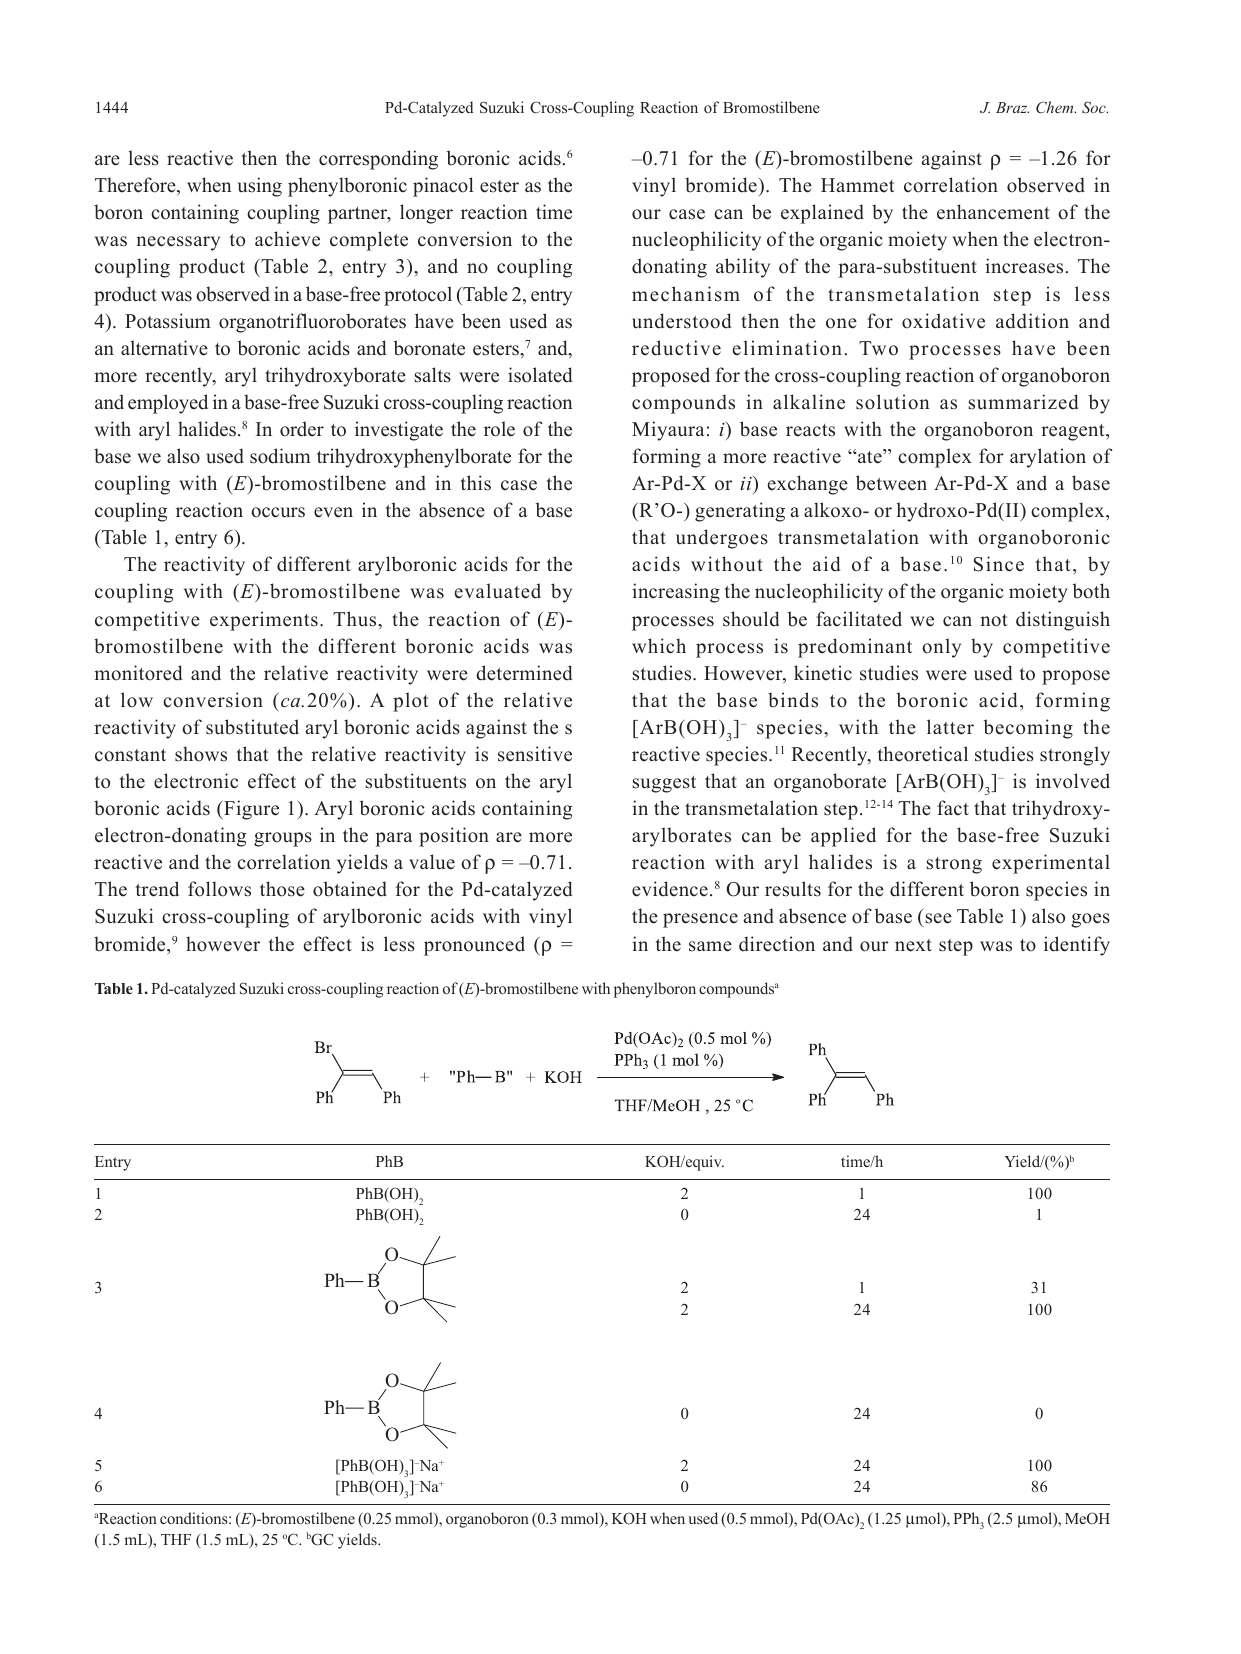 1444
Pd-Catalyzed Suzuki Cross-Coupling Reaction of Bromostilbene
J. Braz. Chem. Soc.
are less reactive then the corresponding boronic acids.⁶
Therefore, when using phenylboronic pinacol ester as the
boron containing coupling partner, longer reaction time
was necessary to achieve complete conversion to the
coupling product (Table 2, entry 3), and no coupling
product was observed in a base-free protocol (Table 2, entry
4). Potassium organotrifluoroborates have been used as
an alternative to boronic acids and boronate esters,⁷ and,
more recently, aryl trihydroxyborate salts were isolated
and employed in a base-free Suzuki cross-coupling reaction
with aryl halides.⁸ In order to investigate the role of the
base we also used sodium trihydroxyphenylborate for the
coupling with (E)-bromostilbene and in this case the
coupling reaction occurs even in the absence of a base
(Table 1, entry 6).
The reactivity of different arylboronic acids for the
coupling with (E)-bromostilbene was evaluated by
competitive experiments. Thus, the reaction of (E)-
bromostilbene with the different boronic acids was
monitored and the relative reactivity were determined
at low conversion (ca.20%). A plot of the relative
reactivity of substituted aryl boronic acids against the s
constant shows that the relative reactivity is sensitive
to the electronic effect of the substituents on the aryl
boronic acids (Figure 1). Aryl boronic acids containing
electron-donating groups in the para position are more
reactive and the correlation yields a value of ρ = –0.71.
The trend follows those obtained for the Pd-catalyzed
Suzuki cross-coupling of arylboronic acids with vinyl
bromide,⁹ however the effect is less pronounced (ρ =
–0.71 for the (E)-bromostilbene against ρ = –1.26 for
vinyl bromide). The Hammet correlation observed in
our case can be explained by the enhancement of the
nucleophilicity of the organic moiety when the electron-
donating ability of the para-substituent increases. The
mechanism of the transmetalation step is less
understood then the one for oxidative addition and
reductive elimination. Two processes have been
proposed for the cross-coupling reaction of organoboron
compounds in alkaline solution as summarized by
Miyaura: i) base reacts with the organoboron reagent,
forming a more reactive “ate” complex for arylation of
Ar-Pd-X or ii) exchange between Ar-Pd-X and a base
(R’O-) generating a alkoxo- or hydroxo-Pd(II) complex,
that undergoes transmetalation with organoboronic
acids without the aid of a base.¹⁰ Since that, by
increasing the nucleophilicity of the organic moiety both
processes should be facilitated we can not distinguish
which process is predominant only by competitive
studies. However, kinetic studies were used to propose
that the base binds to the boronic acid, forming
[ArB(OH)₃]⁻ species, with the latter becoming the
reactive species.¹¹ Recently, theoretical studies strongly
suggest that an organoborate [ArB(OH)₃]⁻ is involved
in the transmetalation step.¹²⁻¹⁴ The fact that trihydroxy-
arylborates can be applied for the base-free Suzuki
reaction with aryl halides is a strong experimental
evidence.⁸ Our results for the different boron species in
the presence and absence of base (see Table 1) also goes
in the same direction and our next step was to identify
Table 1. Pd-catalyzed Suzuki cross-coupling reaction of (E)-bromostilbene with phenylboron compoundsᵃ
Br Ph Ph + "Ph—B" + KOH
Pd(OAc)₂ (0.5 mol %)
PPh₃ (1 mol %)
THF/MeOH , 25 °C
Ph Ph Ph
Entry PhB KOH/equiv. time/h Yield/(%)ᵇ
1 PhB(OH)₂ 2 1 100
2 PhB(OH)₂ 0 24 1
3 Ph—B O O 2 1 31
2 24 100
4 Ph—B O O 0 24 0
5 [PhB(OH)₃]⁻Na⁺ 2 24 100
6 [PhB(OH)₃]⁻Na⁺ 0 24 86
ᵃReaction conditions: (E)-bromostilbene (0.25 mmol), organoboron (0.3 mmol), KOH when used (0.5 mmol), Pd(OAc)₂ (1.25 μmol), PPh₃ (2.5 μmol), MeOH
(1.5 mL), THF (1.5 mL), 25 ºC. ᵇGC yields.